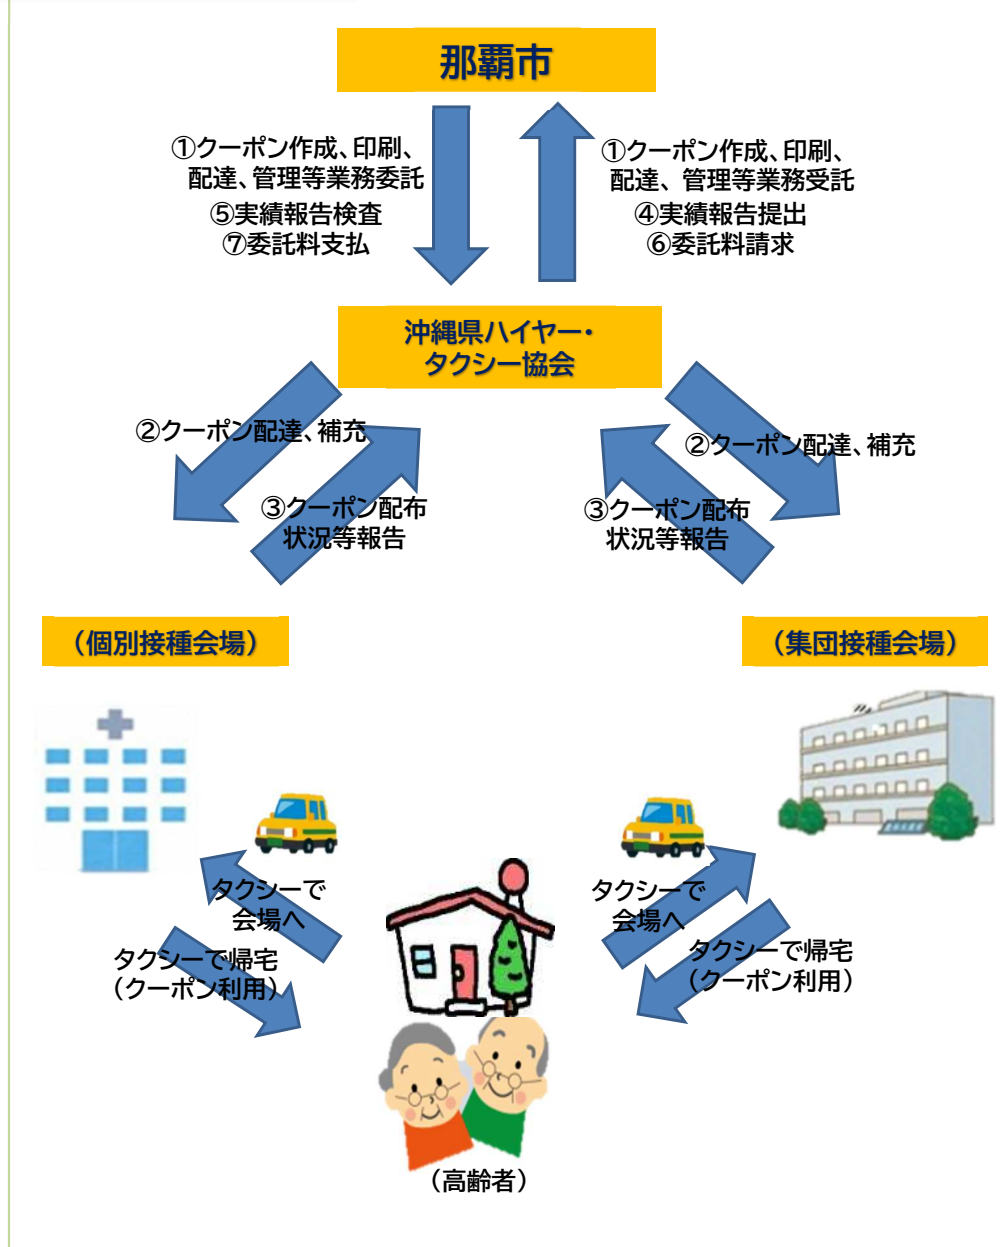 那覇市
①クーポン作成、印刷、
配達、管理等業務委託
⑤実績報告検査
⑦委託料支払
①クーポン作成、印刷、
配達、管理等業務受託
④実績報告提出
⑥委託料請求
沖縄県ハイヤー・
タクシー協会
②クーポン配達、補充
③クーポン配布
状況等報告
②クーポン配達、補充
③クーポン配布
状況等報告
（個別接種会場）
（集団接種会場）
タクシーで
会場へ
タクシーで帰宅
（クーポン利用）
タクシーで
会場へ
タクシーで帰宅
（クーポン利用）
（高齢者）